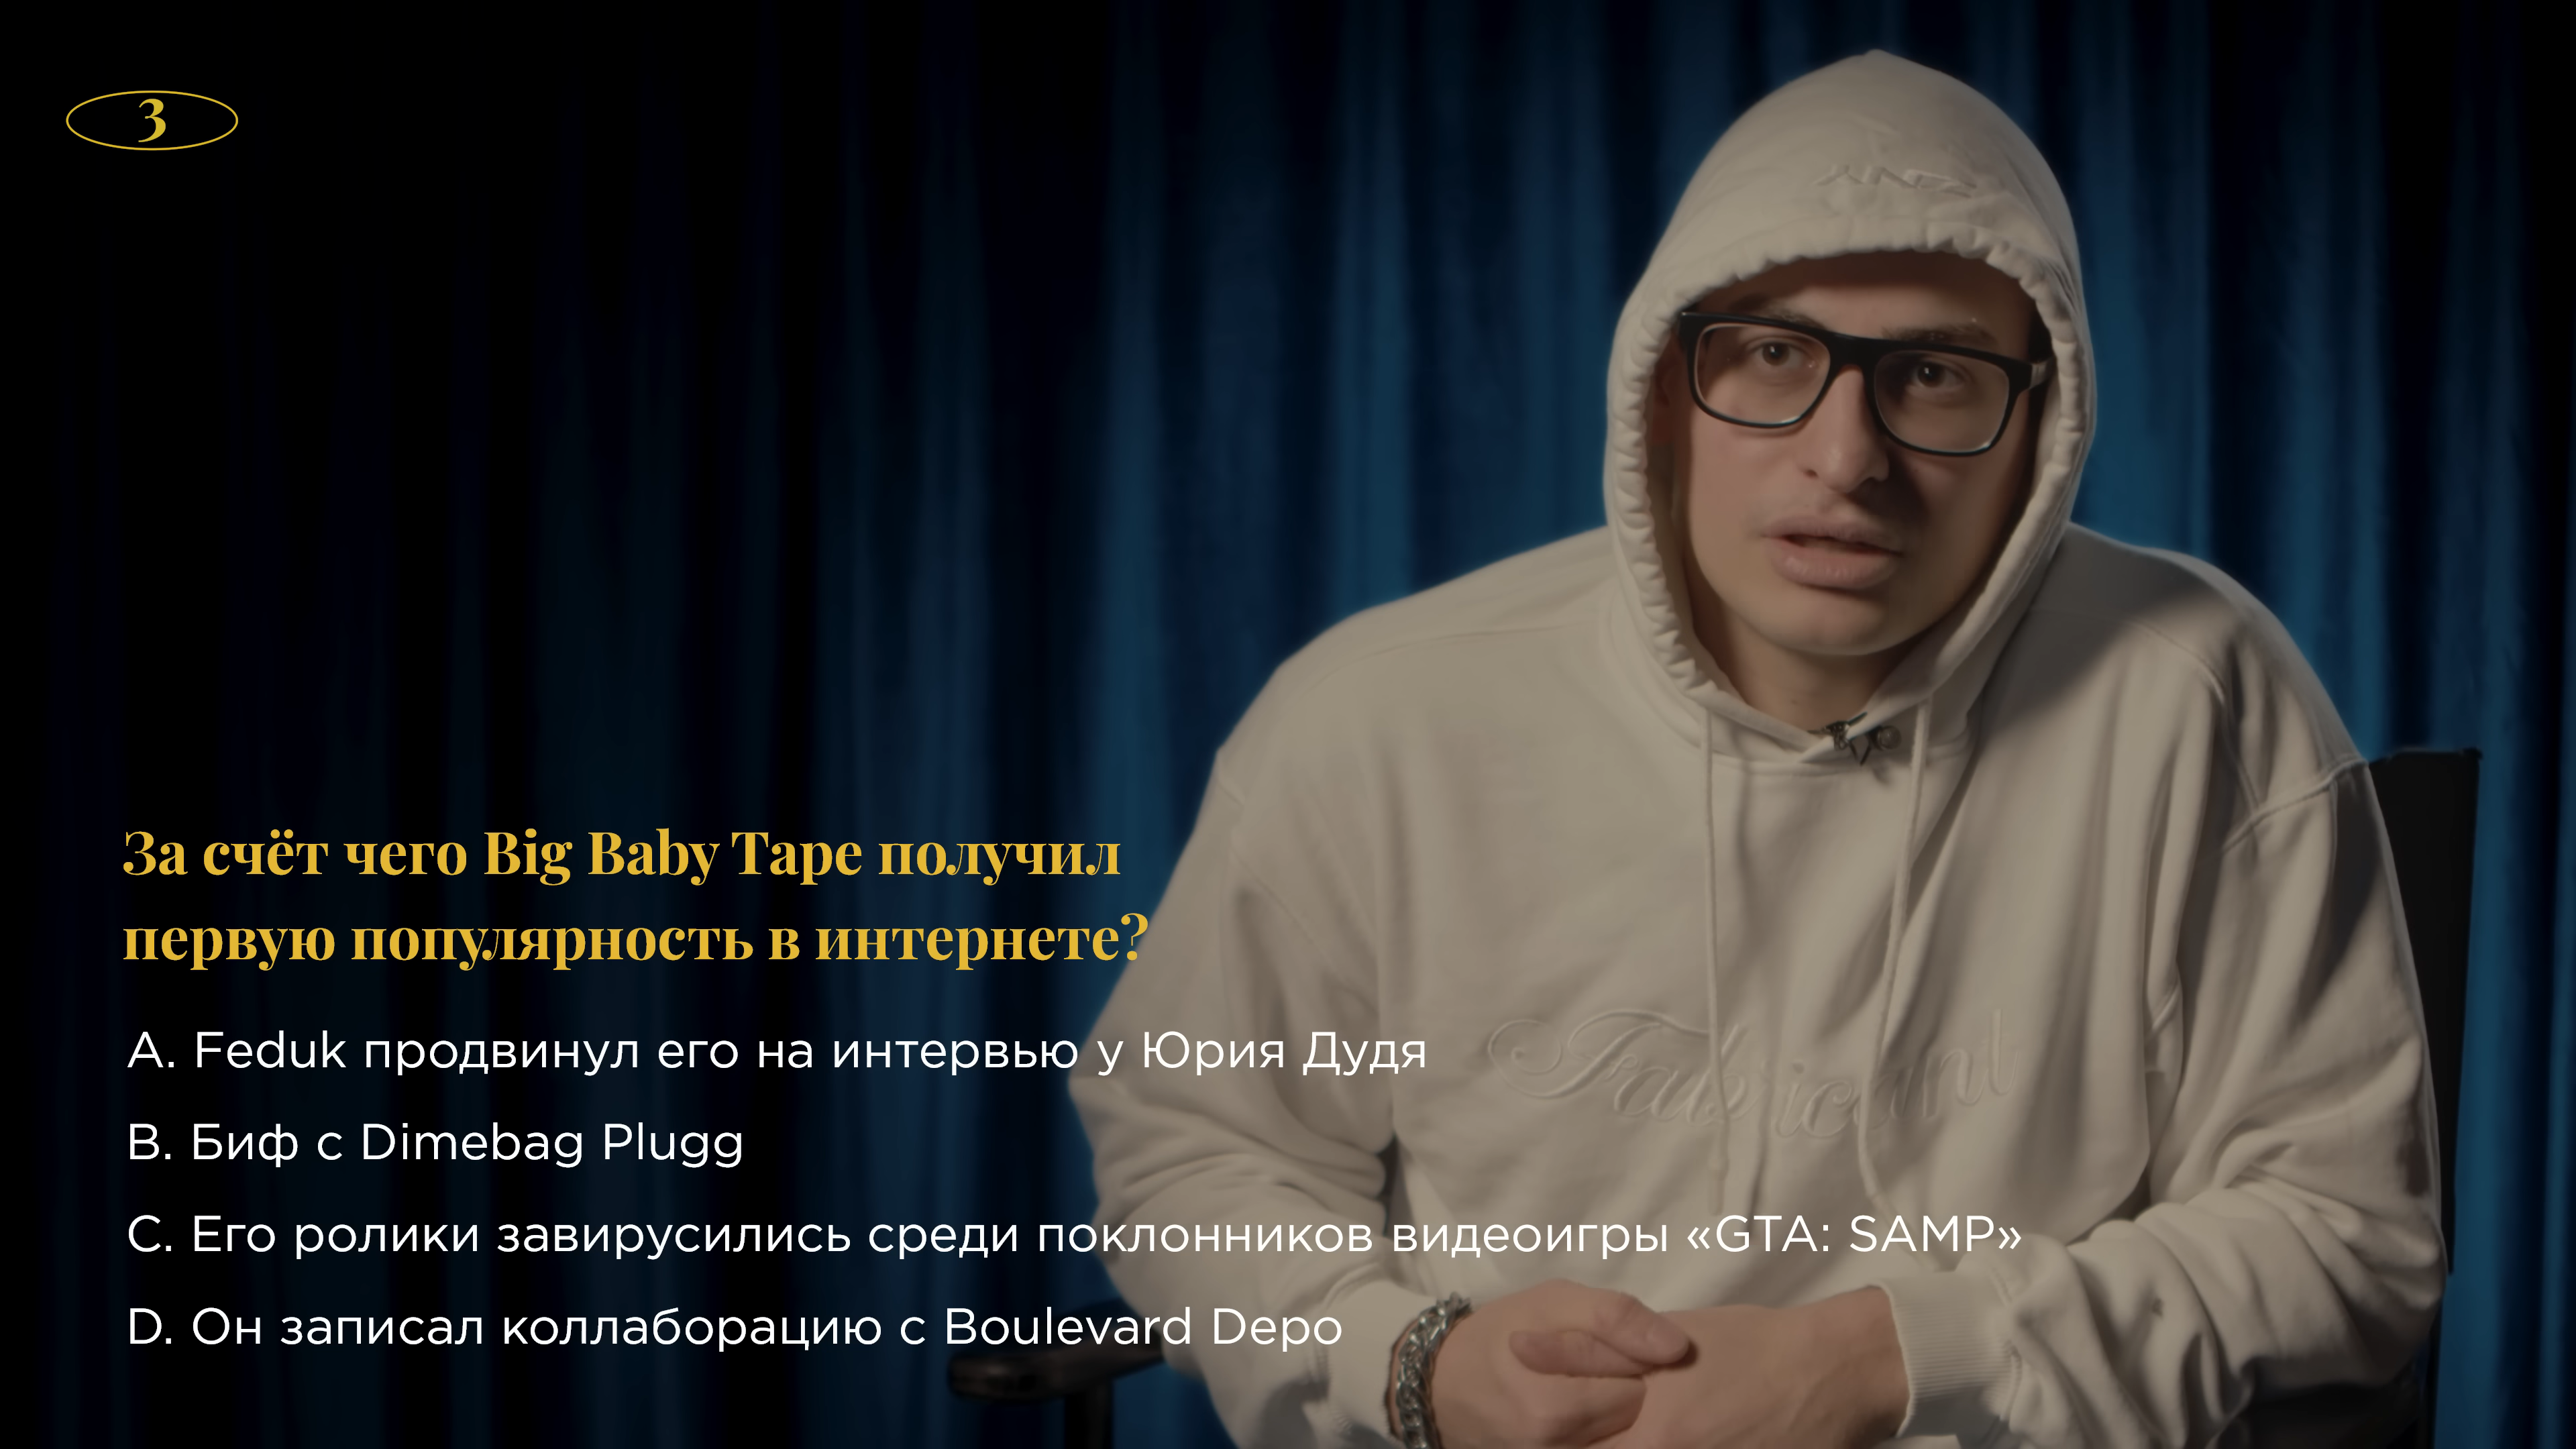 3
За счёт чего Big Baby Tape получил
первую популярность в интернете?
A. Feduk продвинул его на интервью у Юрия Дудя
B. Биф с Dimebag Plugg
C. Его ролики завирусились среди поклонников видеоигры «GTA: SAMP»
D. Он записал коллаборацию с Boulevard Depo
Fabricant